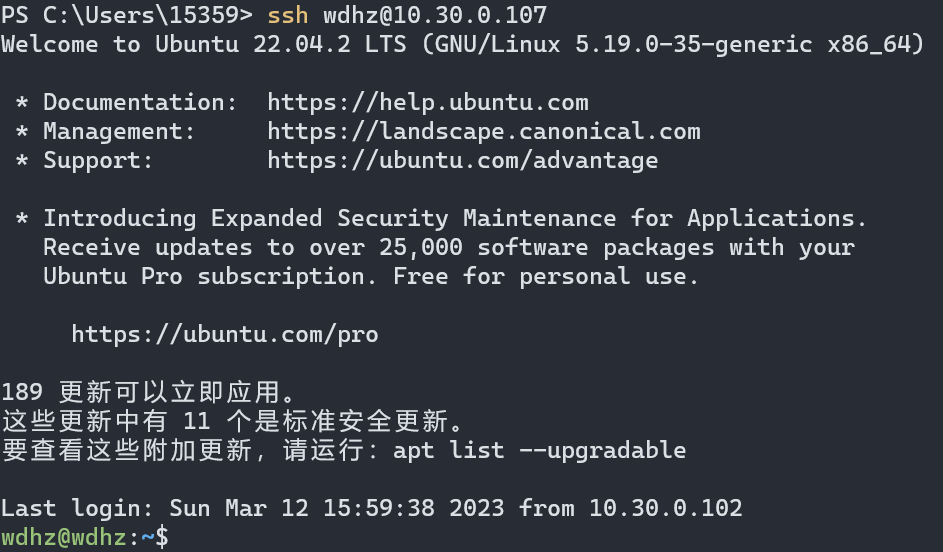 PS C:\Users\15359> ssh wdhz@10.30.0.107
Welcome to Ubuntu 22.04.2 LTS (GNU/Linux 5.19.0-35-generic x86_64)
* Documentation:  https://help.ubuntu.com
* Management:     https://landscape.canonical.com
* Support:        https://ubuntu.com/advantage
* Introducing Expanded Security Maintenance for Applications.
Receive updates to over 25,000 software packages with your
Ubuntu Pro subscription. Free for personal use.
https://ubuntu.com/pro
189 更新可以立即应用。
这些更新中有 11 个是标准安全更新。
要查看这些附加更新，请运行：apt list --upgradable
Last login: Sun Mar 12 15:59:38 2023 from 10.30.0.102
wdhz@wdhz:~$